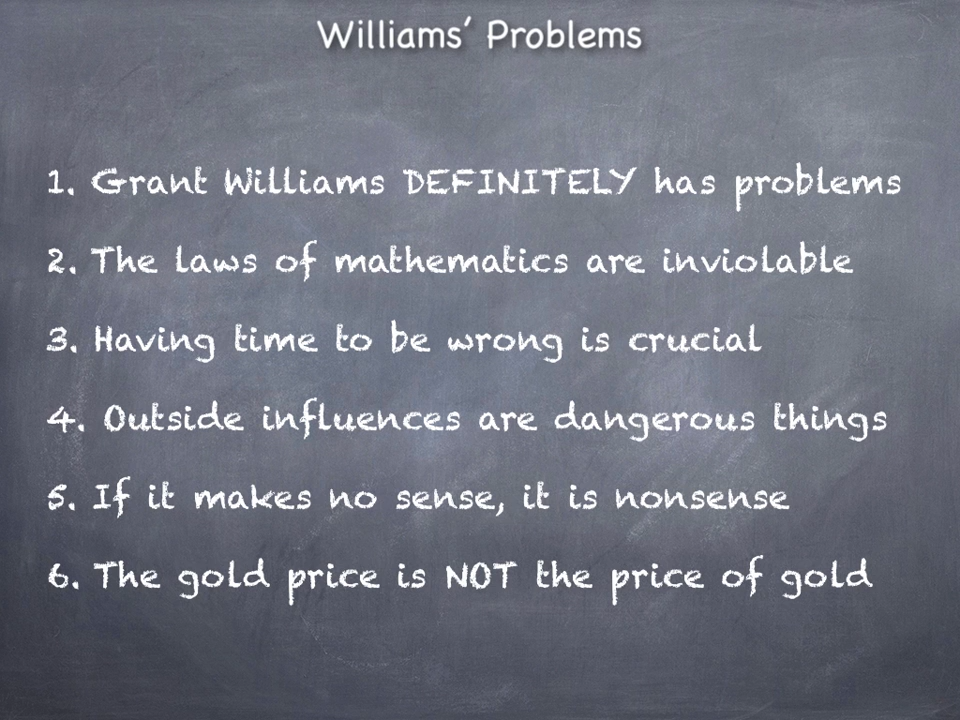 Williams’ Problems
1. Grant Williams DEFINITELY has problems
2. The laws of mathematics are inviolable
3. Having time to be wrong is crucial
4. Outside influences are dangerous things
5. If it makes no sense, it is nonsense
6. The gold price is NOT the price of gold